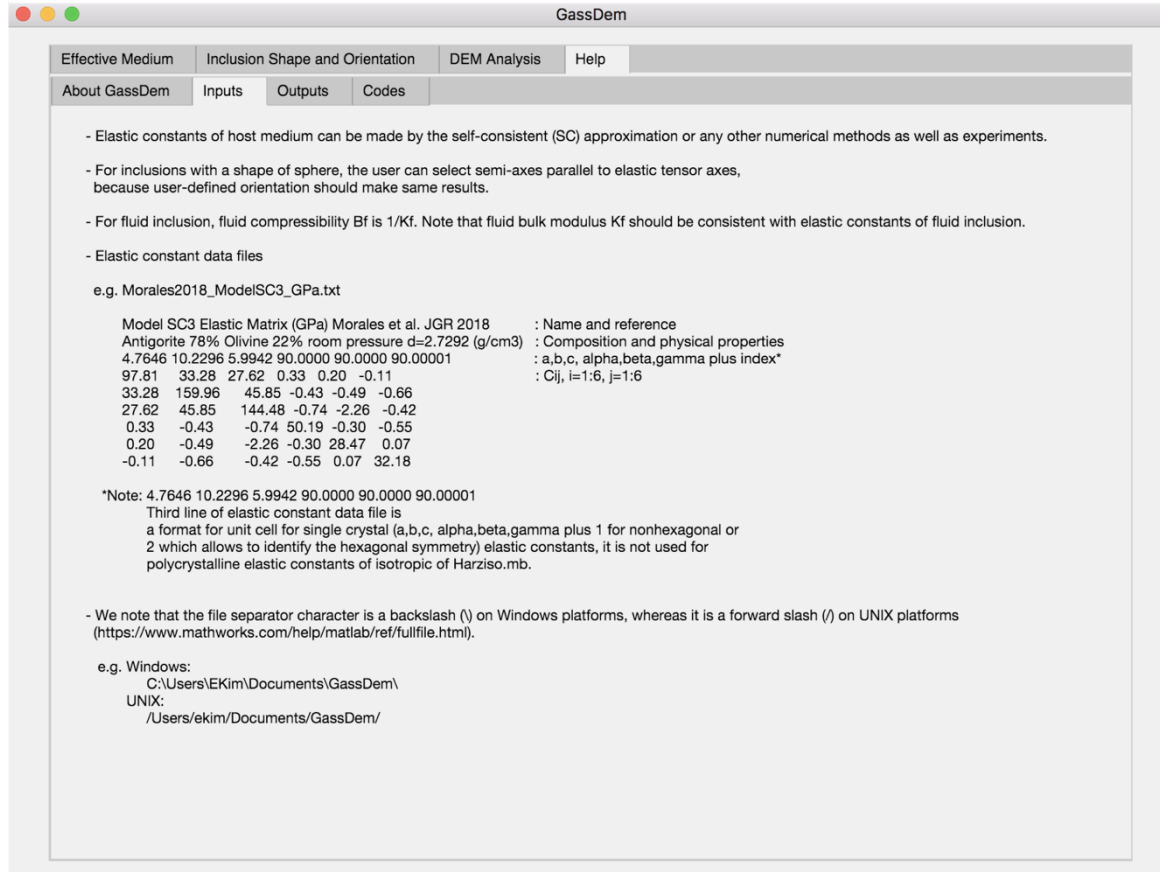 GassDem
Effective Medium
Inclusion Shape and Orientation
DEM Analysis
Help
About GassDem
Inputs
Outputs
Codes
- Elastic constants of host medium can be made by the self-consistent (SC) approximation or any other numerical methods as well as experiments.
- For inclusions with a shape of sphere, the user can select semi-axes parallel to elastic tensor axes,
because user-defined orientation should make same results.
- For fluid inclusion, fluid compressibility Bf is 1/Kf. Note that fluid bulk modulus Kf should be consistent with elastic constants of fluid inclusion.
- Elastic constant data files
e.g. Morales2018_ModelSC3_GPa.txt
Model SC3 Elastic Matrix (GPa) Morales et al. JGR 2018 : Name and reference
Antigorite 78% Olivine 22% room pressure d=2.7292 (g/cm3) : Composition and physical properties
4.7646 10.2296 5.9942 90.0000 90.0000 90.00001 : a,b,c, alpha,beta,gamma plus index*
97.81 33.28 27.62 0.33 0.20 -0.11 : Cij, i=1:6, j=1:6
33.28 159.96 45.85 -0.43 -0.49 -0.66
27.62 45.85 144.48 -0.74 -2.26 -0.42
0.33 -0.43 -0.74 50.19 -0.30 -0.55
0.20 -0.49 -2.26 -0.30 28.47 0.07
-0.11 -0.66 -0.42 -0.55 0.07 32.18
*Note: 4.7646 10.2296 5.9942 90.0000 90.0000 90.00001
Third line of elastic constant data file is
a format for unit cell for single crystal (a,b,c, alpha,beta,gamma plus 1 for nonhexagonal or
2 which allows to identify the hexagonal symmetry) elastic constants, it is not used for
polycrystalline elastic constants of isotropic of Harziso.mb.
- We note that the file separator character is a backslash (\) on Windows platforms, whereas it is a forward slash (/) on UNIX platforms
(https://www.mathworks.com/help/matlab/ref/fullfile.html).
e.g. Windows:
C:\Users\EKim\Documents\GassDem\
UNIX:
/Users/ekim/Documents/GassDem/